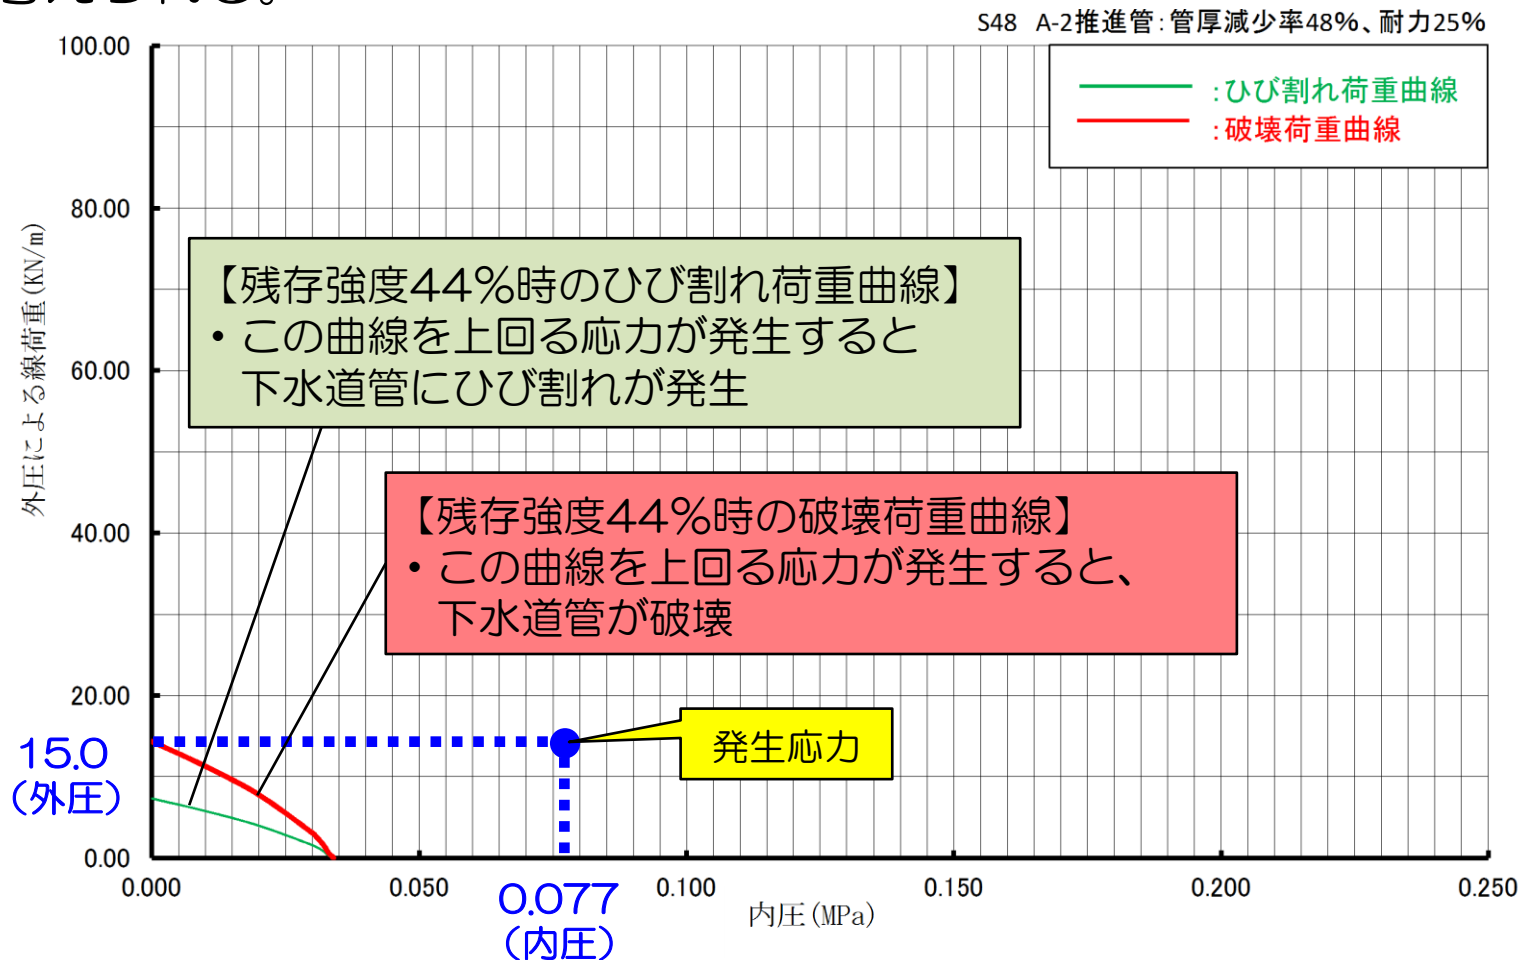 考えられる。
S48 A-2推進管:管厚減少率48%、耐力25%
:ひび割れ荷重曲線
:破壊荷重曲線
外圧による線荷重(KN/m)
100.00
80.00
60.00
40.00
20.00
0.00
【残存強度44%時のひび割れ荷重曲線】
・この曲線を上回る応力が発生すると
下水道管にひび割れが発生
【残存強度44%時の破壊荷重曲線】
・この曲線を上回る応力が発生すると、
下水道管が破壊
発生応力
15.0
(外圧)
0.000
0.050
0.100
0.150
0.200
0.250
0.077
(内圧)
内圧(MPa)